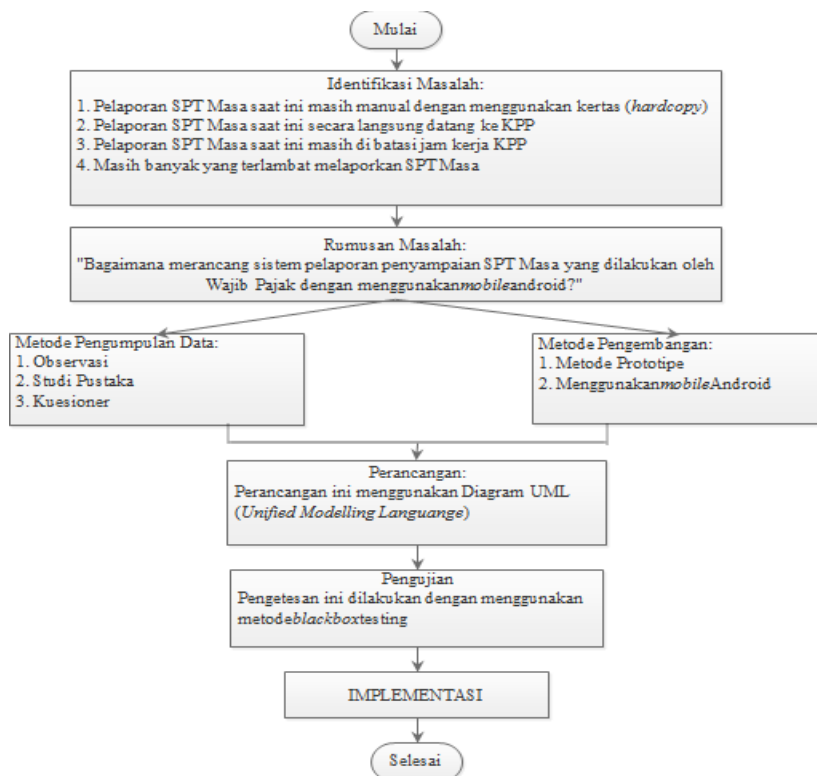 Mulai
Identifikasi Masalah:
1. Pelaporan SPT Masa saat ini masih manual dengan menggunakan kertas (hardcopy)
2. Pelaporan SPT Masa saat ini secara langsung datang ke KPP
3. Pelaporan SPT Masa saat ini masih di batasi jam kerja KPP
4. Masih banyak yang terlambat melaporkan SPT Masa
Rumusan Masalah:
"Bagaimana merancang sistem pelaporan penyampaian SPT Masa yang dilakukan oleh
Wajib Pajak dengan menggunakanmobileandroid?"
Metode Pengumpulan Data:
1. Observasi
2. Studi Pustaka
3. Kuesioner
Metode Pengembangan:
1. Metode Prototipe
2. MenggunakanmobileAndroid
Perancangan:
Perancangan ini menggunakan Diagram UML
(Unified Modelling Languange)
Pengujian
Pengetesan ini dilakukan dengan menggunakan
metodeblackboxtesting
IMPLEMENTASI
Selesai